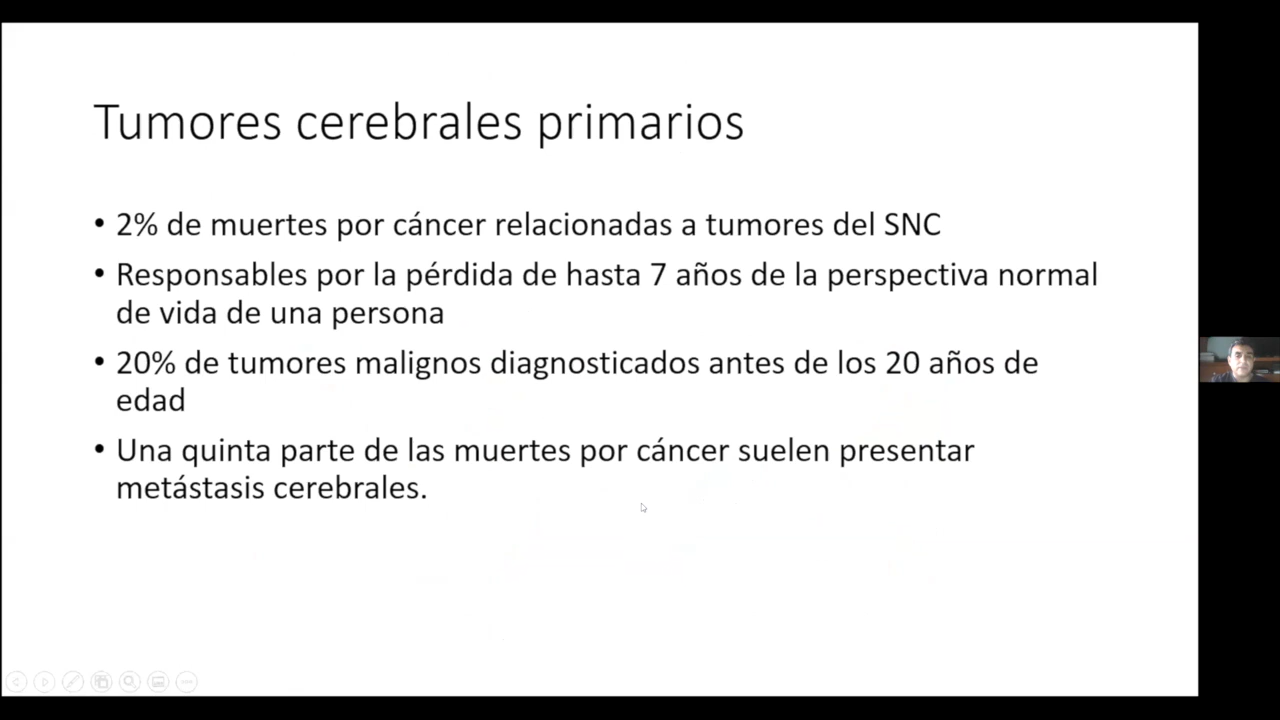 Tumores cerebrales primarios
• 2% de muertes por cáncer relacionadas a tumores del SNC
• Responsables por la pérdida de hasta 7 años de la perspectiva normal
de vida de una persona
• 20% de tumores malignos diagnosticados antes de los 20 años de
edad
• Una quinta parte de las muertes por cáncer suelen presentar
metástasis cerebrales.